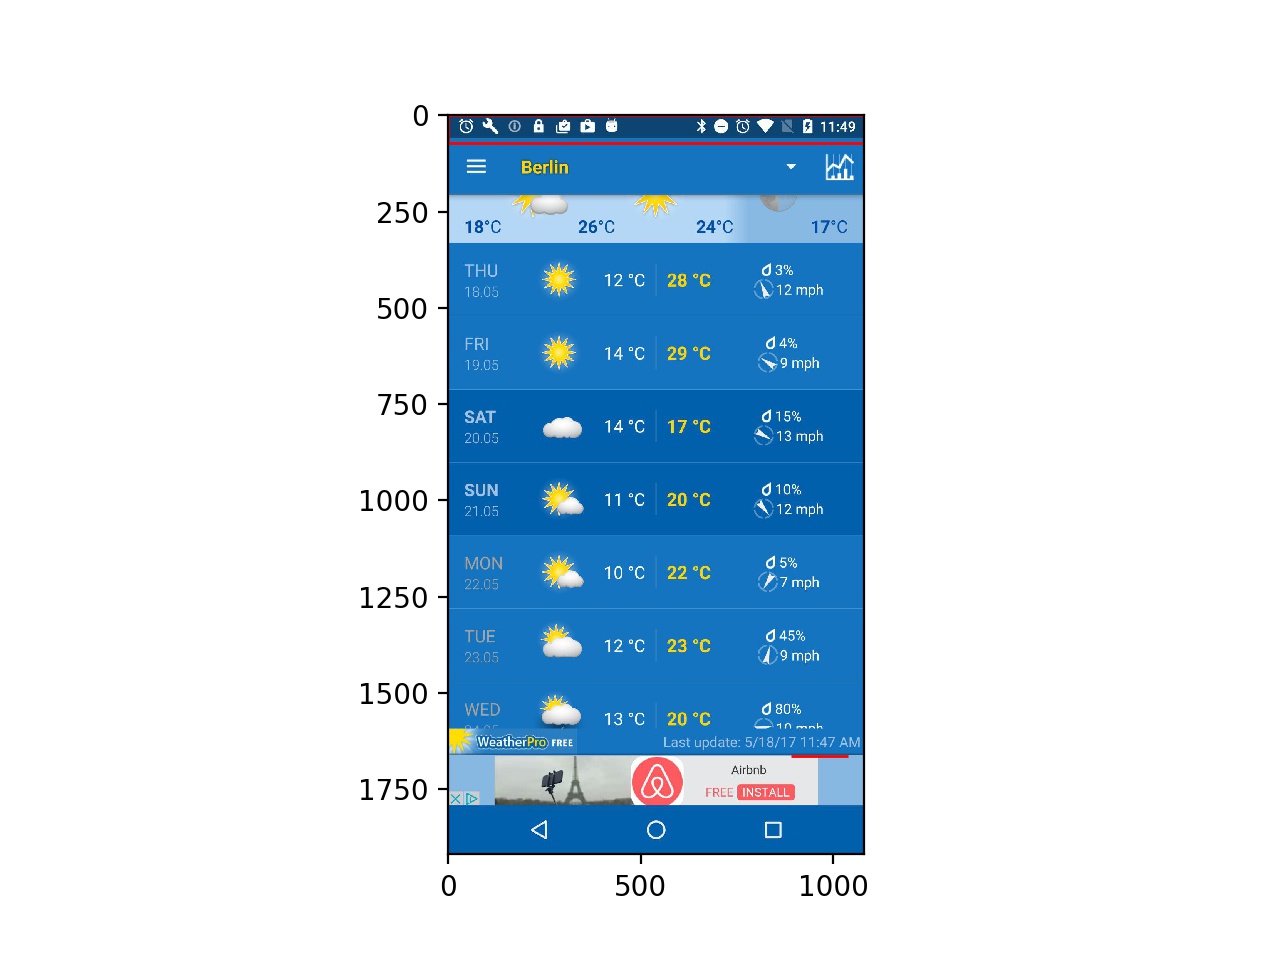 0
250
500
750
1000
1250
1500
1750
0 500 1000
11:49
Berlin
18°C 26°C 24°C 17°C
THU 12 °C 28 °C 3%
18.05 12 mph
FRI 14 °C 29 °C 4%
19.05 9 mph
SAT 14 °C 17 °C 15%
20.05 13 mph
SUN 11 °C 20 °C 10%
21.05 12 mph
MON 10 °C 22 °C 5%
22.05 7 mph
TUE 12 °C 23 °C 45%
23.05 9 mph
WED 13 °C 20 °C 80%
10 mph
WeatherPro FREE Last update: 5/18/17 11:47 AM
Airbnb
FREE INSTALL